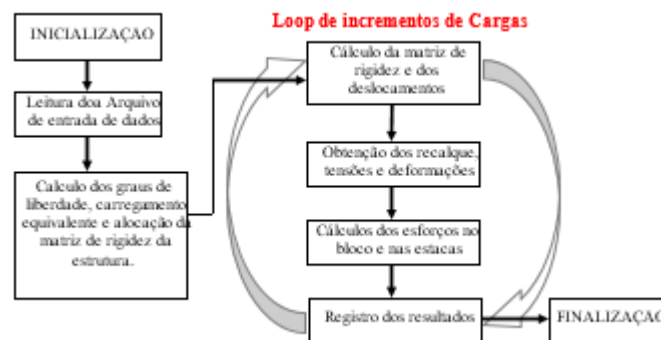 Loop de incrementos de Cargas
INICIALIZAÇAO
Leitura doa Arquivo
de entrada de dados
Calculo dos graus de
liberdade, carregamento
equivalente e alocação da
matriz de rigidez da
estrutura.
Cálculo da matriz de
rigidez e dos
deslocamentos
Obtenção dos recalque,
tensões e deformações
Cálculos dos esforços no
bloco e nas estacas
Registro dos resultados
FINALIZAÇÃO